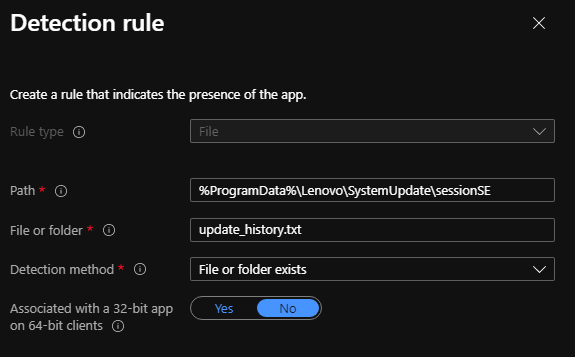 Detection rule
Create a rule that indicates the presence of the app.
Rule type File
Path * %ProgramData%\Lenovo\SystemUpdate\sessionSE
File or folder * update_history.txt
Detection method * File or folder exists
Associated with a 32-bit app Yes No
on 64-bit clients